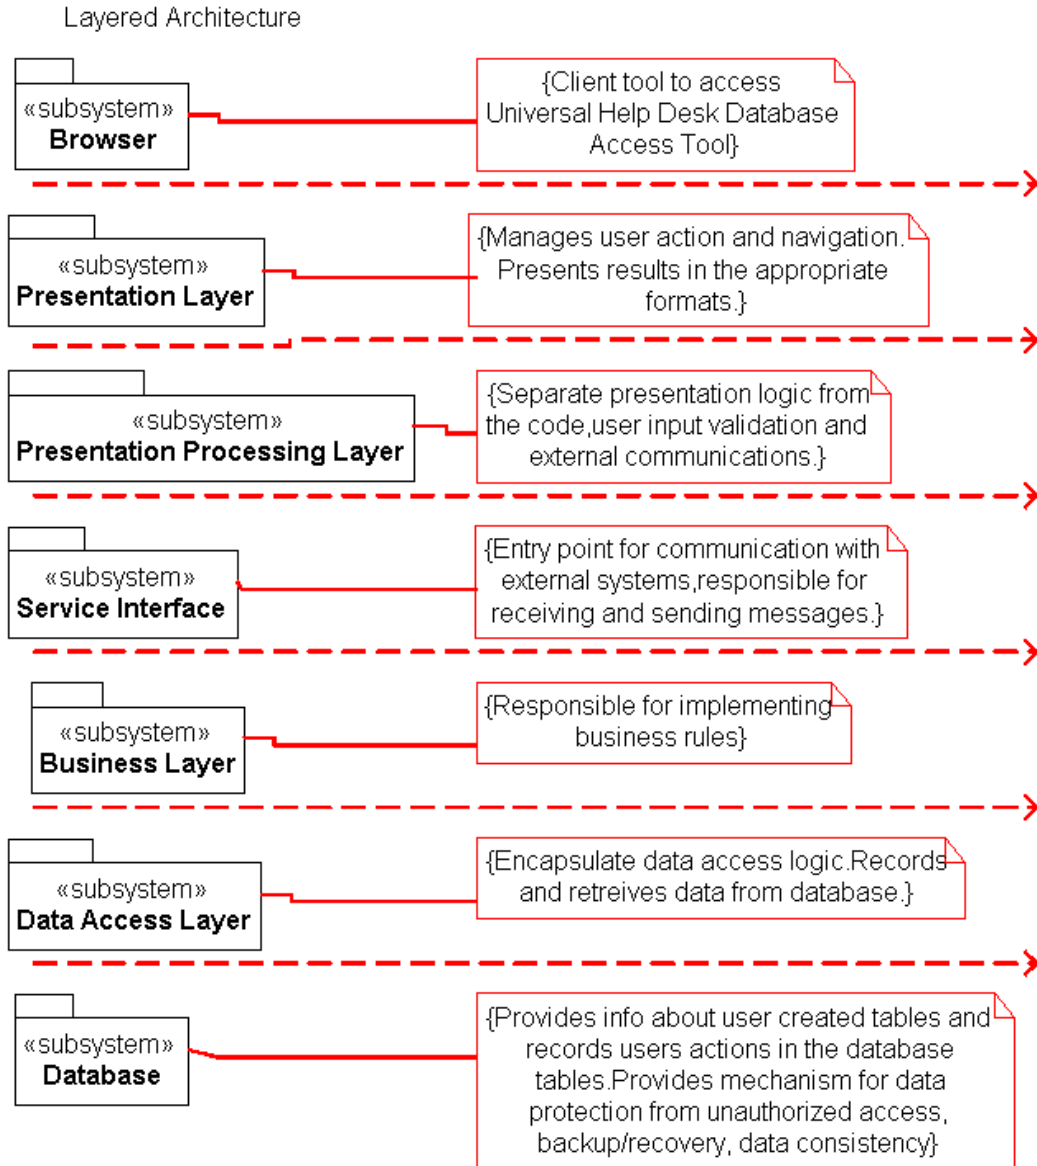 Layered Architecture
«subsystem»
Browser
{Client tool to access
Universal Help Desk Database
Access Tool}
«subsystem»
Presentation Layer
{Manages user action and navigation.
Presents results in the appropriate
formats.}
«subsystem»
Presentation Processing Layer
{Separate presentation logic from
the code,user input validation and
external communications.}
«subsystem»
Service Interface
{Entry point for communication with
external systems,responsible for
receiving and sending messages.}
«subsystem»
Business Layer
{Responsible for implementing
business rules}
«subsystem»
Data Access Layer
{Encapsulate data access logic.Records
and retreives data from database.}
«subsystem»
Database
{Provides info about user created tables and
records users actions in the database
tables.Provides mechanism for data
protection from unauthorized access,
backup/recovery, data consistency}